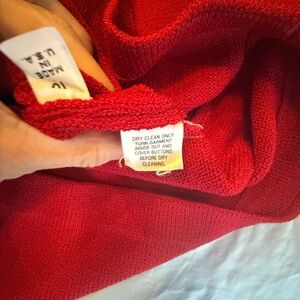 10
MADE
IN
U.S.A.
DRY CLEAN ONLY
TURN GARMENT
INSIDE OUT AND
COVER BUTTONS
BEFORE DRY
CLEANING.